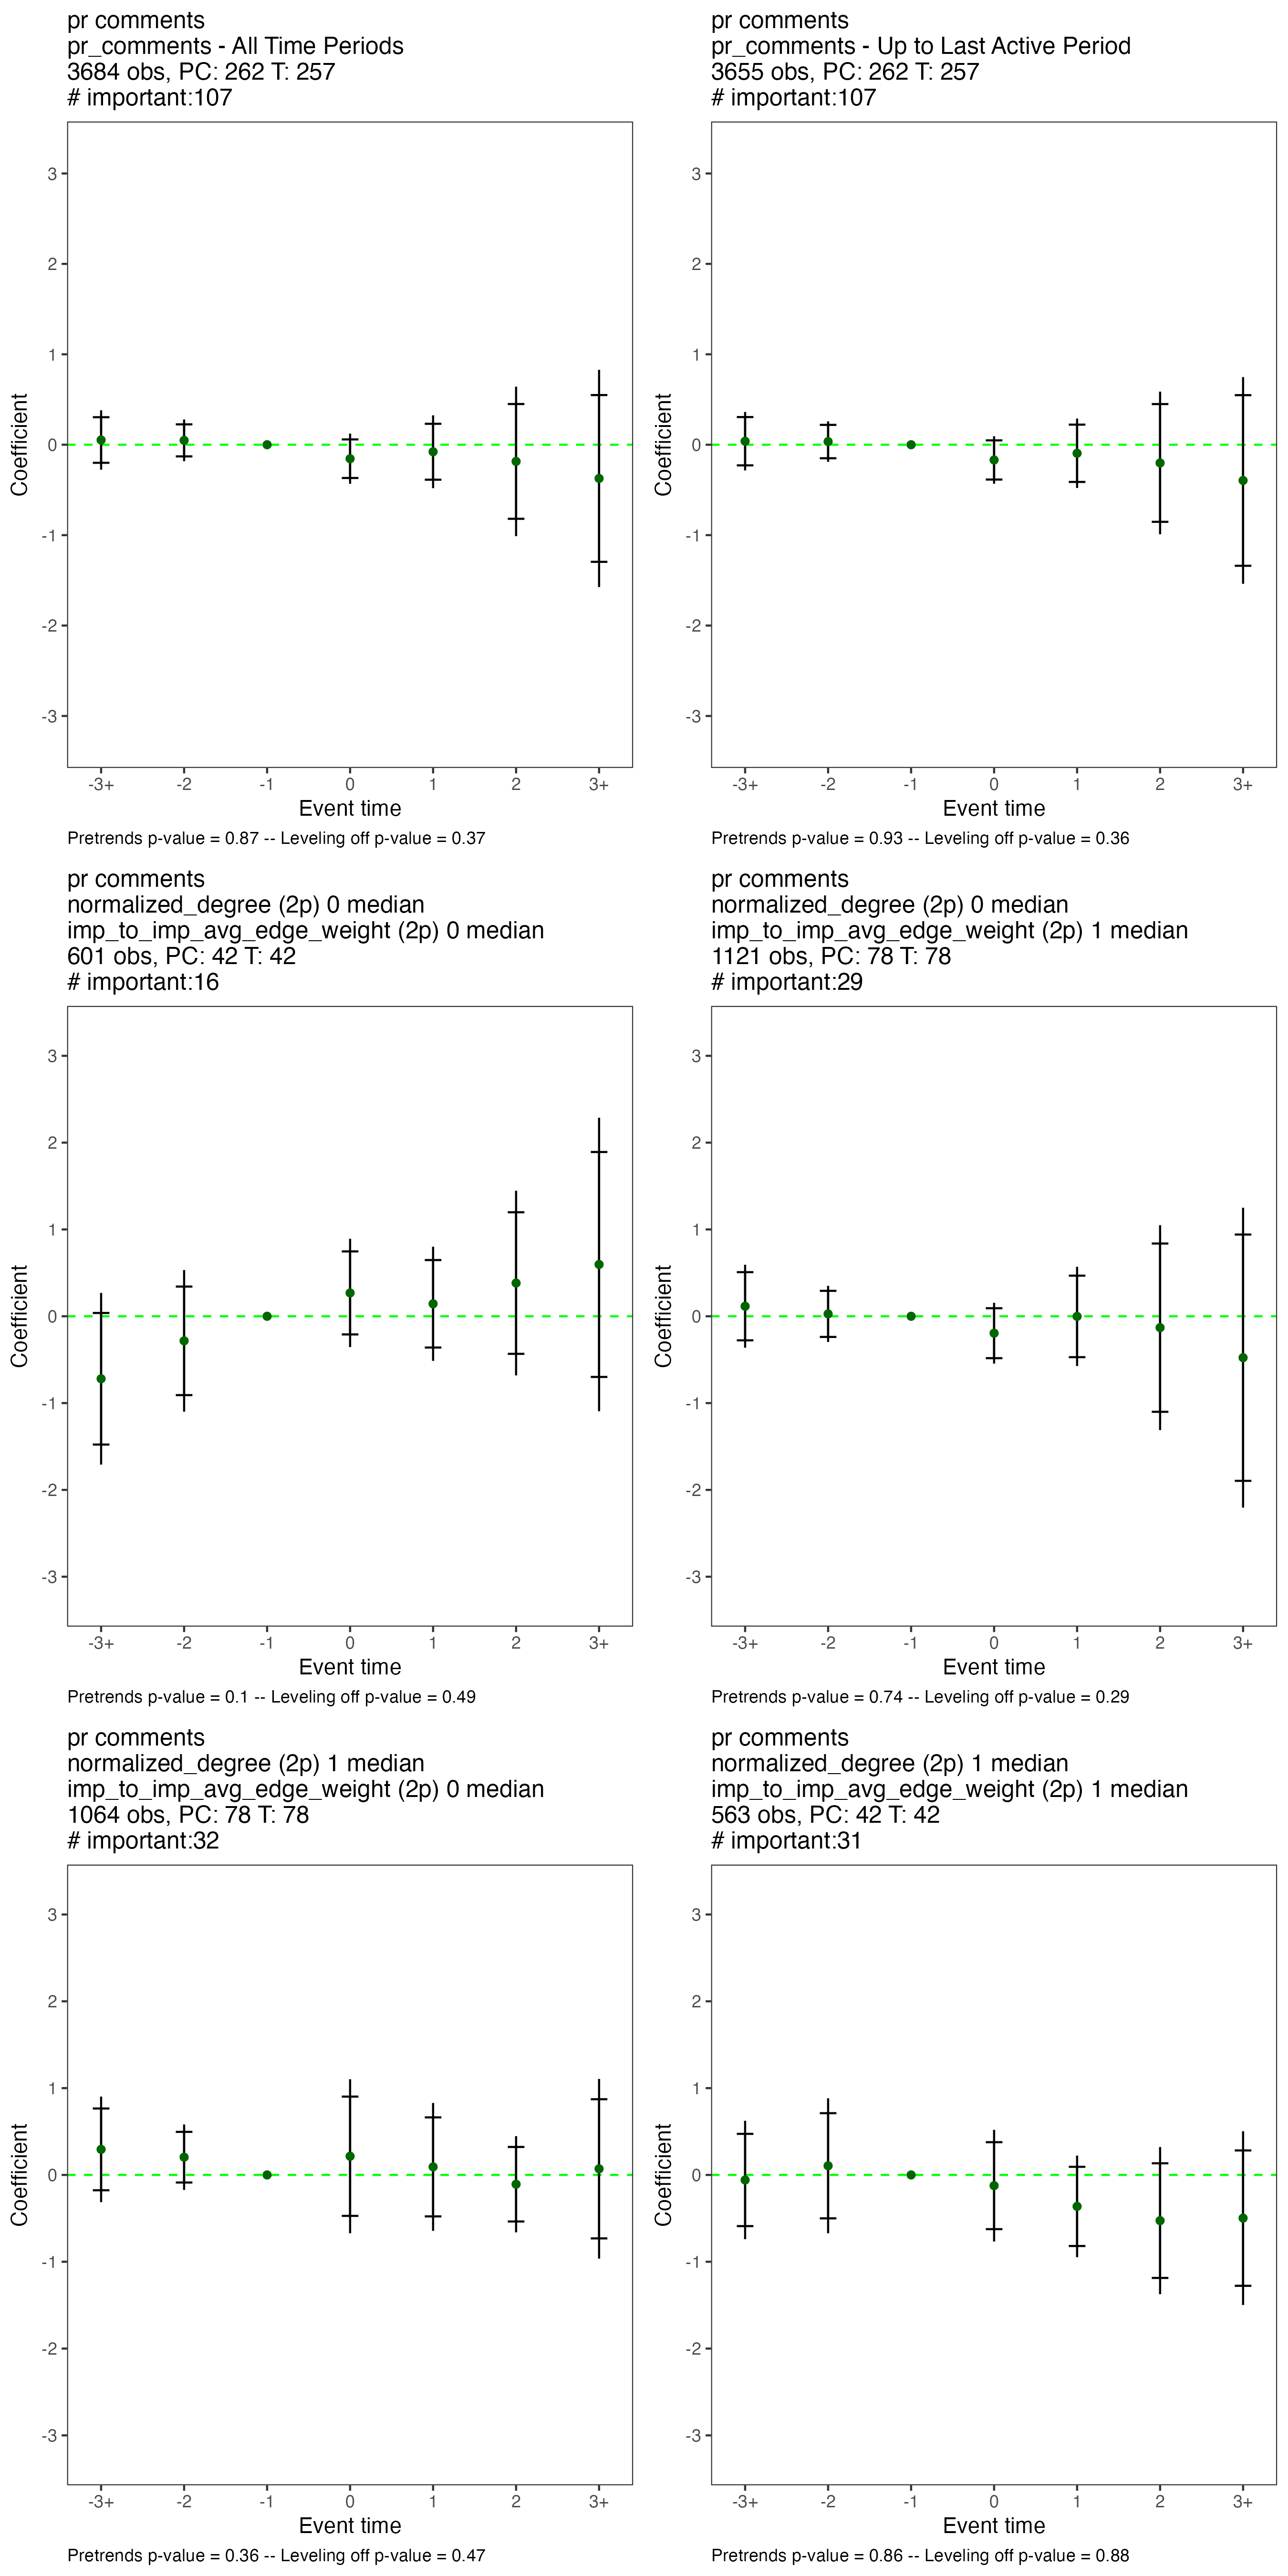 pr comments
pr_comments - All Time Periods
3684 obs, PC: 262 T: 257
# important:107
3
2
1
0
-1
-2
-3
Coefficient
-3+ -2 -1 0 1 2 3+
Event time
Pretrends p-value = 0.87 -- Leveling off p-value = 0.37
pr comments
pr_comments - Up to Last Active Period
3655 obs, PC: 262 T: 257
# important:107
3
2
1
0
-1
-2
-3
Coefficient
-3+ -2 -1 0 1 2 3+
Event time
Pretrends p-value = 0.93 -- Leveling off p-value = 0.36
pr comments
normalized_degree (2p) 0 median
imp_to_imp_avg_edge_weight (2p) 0 median
601 obs, PC: 42 T: 42
# important:16
3
2
1
0
-1
-2
-3
Coefficient
-3+ -2 -1 0 1 2 3+
Event time
Pretrends p-value = 0.1 -- Leveling off p-value = 0.49
pr comments
normalized_degree (2p) 0 median
imp_to_imp_avg_edge_weight (2p) 1 median
1121 obs, PC: 78 T: 78
# important:29
3
2
1
0
-1
-2
-3
Coefficient
-3+ -2 -1 0 1 2 3+
Event time
Pretrends p-value = 0.74 -- Leveling off p-value = 0.29
pr comments
normalized_degree (2p) 1 median
imp_to_imp_avg_edge_weight (2p) 0 median
1064 obs, PC: 78 T: 78
# important:32
3
2
1
0
-1
-2
-3
Coefficient
-3+ -2 -1 0 1 2 3+
Event time
Pretrends p-value = 0.36 -- Leveling off p-value = 0.47
pr comments
normalized_degree (2p) 1 median
imp_to_imp_avg_edge_weight (2p) 1 median
563 obs, PC: 42 T: 42
# important:31
3
2
1
0
-1
-2
-3
Coefficient
-3+ -2 -1 0 1 2 3+
Event time
Pretrends p-value = 0.86 -- Leveling off p-value = 0.88